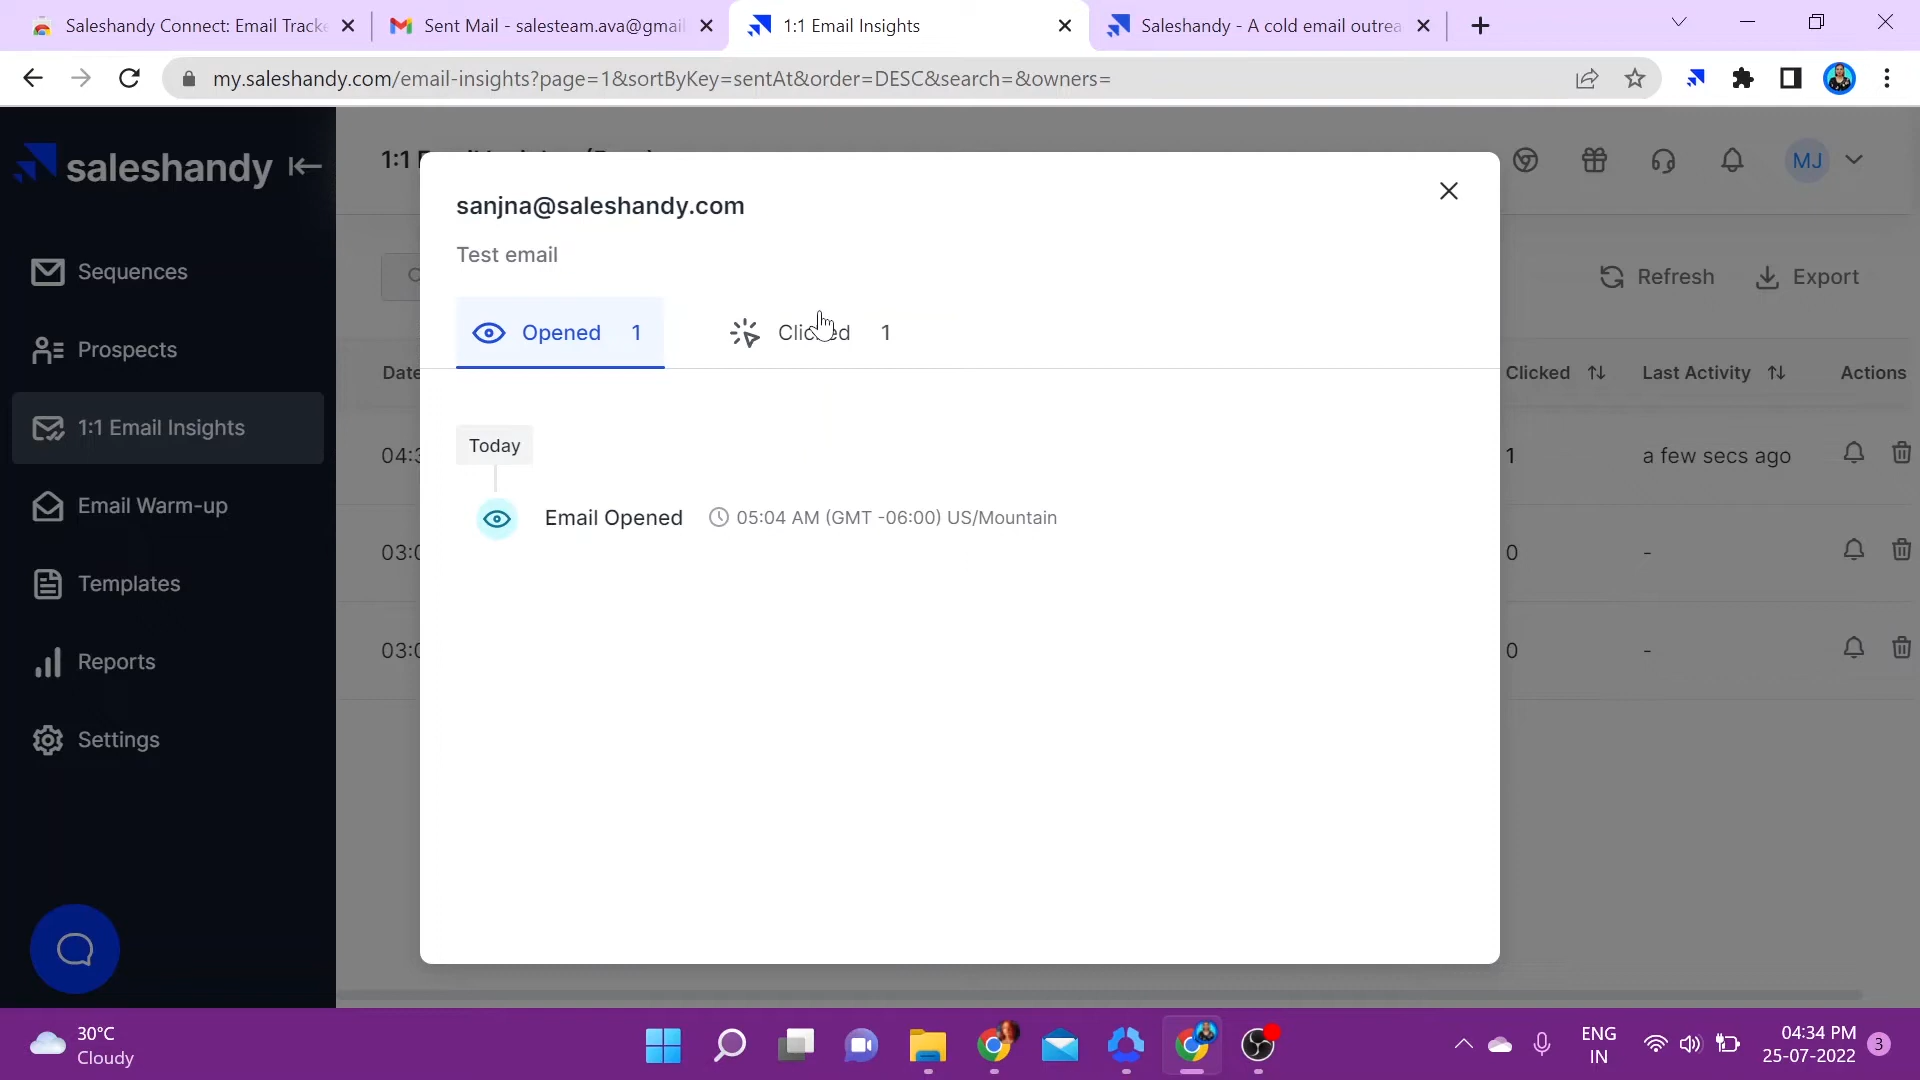 Saleshandy Connect: Email Tracke
Sent Mail - salesteam.ava@gmail
1:1 Email Insights
Saleshandy - A cold email outrea
my.saleshandy.com/email-insights?page=1&sortByKey=sentAt&order=DESC&search=&owners=
saleshandy
1:1
MJ
sanjna@saleshandy.com
Test email
Sequences
Refresh
Export
Opened 1
Clicked 1
Prospects
Date
Clicked
Last Activity
Actions
1:1 Email Insights
Today
04:3
1
a few secs ago
Email Warm-up
Email Opened
05:04 AM (GMT -06:00) US/Mountain
03:0
0
-
Templates
Reports
03:0
0
-
Settings
30°C
Cloudy
ENG
IN
04:34 PM
25-07-2022
3